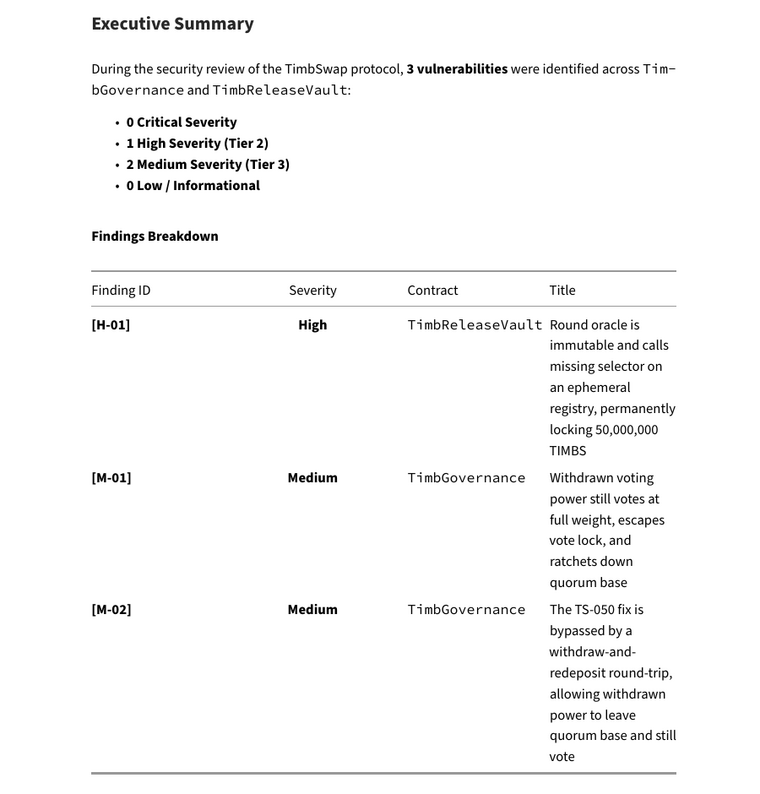 Executive Summary
During the security review of the TimbSwap protocol, 3 vulnerabilities were identified across Tim-
bGovernance and TimbReleaseVault:
• 0 Critical Severity
• 1 High Severity (Tier 2)
• 2 Medium Severity (Tier 3)
• 0 Low / Informational
Findings Breakdown
Finding ID Severity Contract Title
[H-01] High TimbReleaseVault Round oracle is
immutable and calls
missing selector on
an ephemeral
registry, permanently
locking 50,000,000
TIMBS
[M-01] Medium TimbGovernance Withdrawn voting
power still votes at
full weight, escapes
vote lock, and
ratchets down
quorum base
[M-02] Medium TimbGovernance The TS-050 fix is
bypassed by a
withdraw-and-
redeposit round-trip,
allowing withdrawn
power to leave
quorum base and still
vote